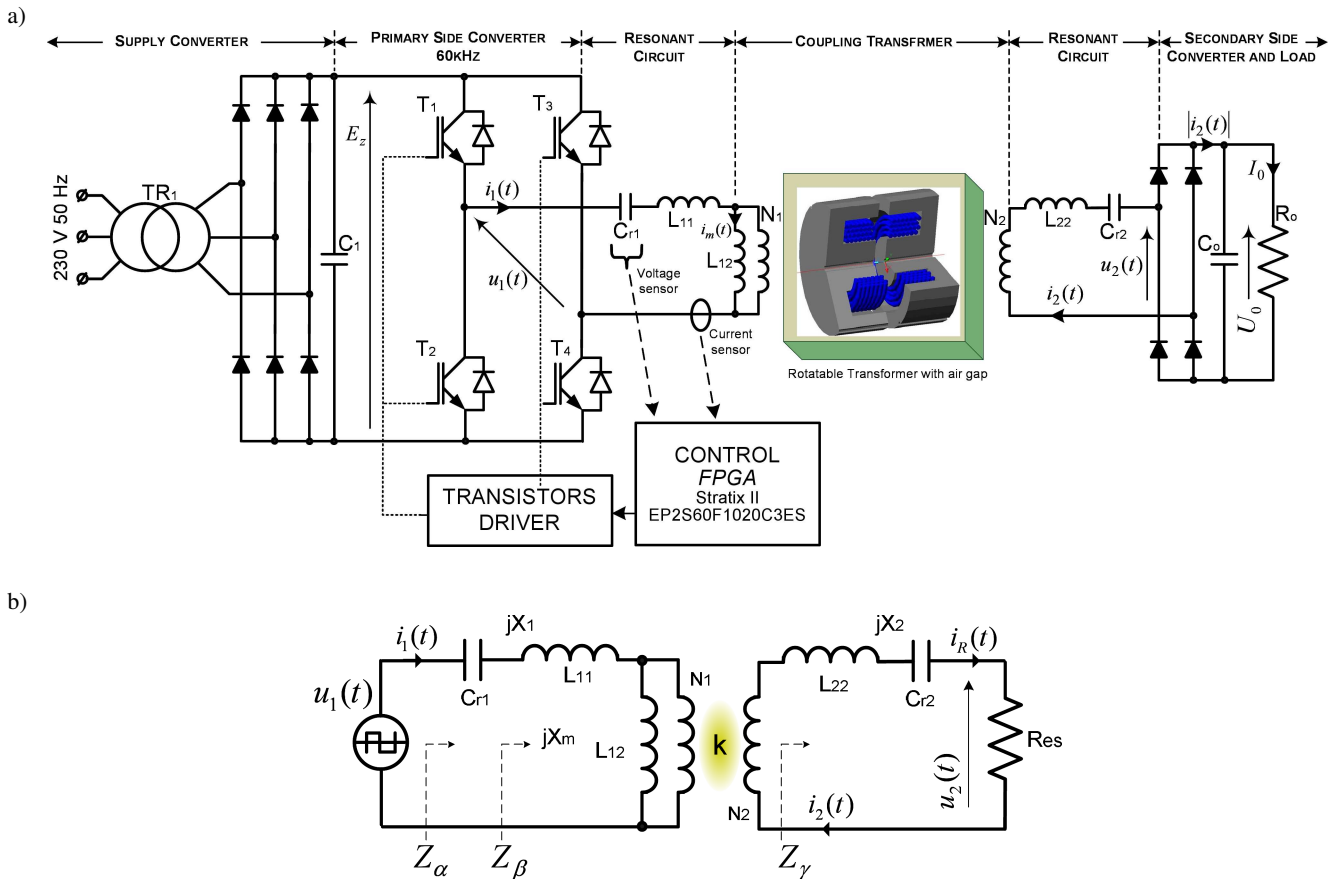 a)
SUPPLY CONVERTER
PRIMARY SIDE CONVERTER
60KHZ
RESONANT
CIRCUIT
COUPLING TRANSFRMER
RESONANT
CIRCUIT
SECONDARY SIDE
CONVERTER AND LOAD
230 V 50 Hz
TR1
C1
Ez
T1
T3
i1(t)
u1(t)
T2
T4
Cr1
L11
im(t)
L12
N1
Voltage
sensor
Current
sensor
Rotatable Transformer with air gap
N2
L22
Cr2
u2(t)
i2(t)
|i2(t)|
Co
I0
Ro
U0
TRANSISTORS
DRIVER
CONTROL
FPGA
Stratix II
EP2S60F1020C3ES
b)
u1(t)
i1(t)
jX1
Cr1
L11
jXm
L12
N1
k
N2
jX2
L22
Cr2
iR(t)
u2(t)
Res
i2(t)
Zα
Zβ
Zγ